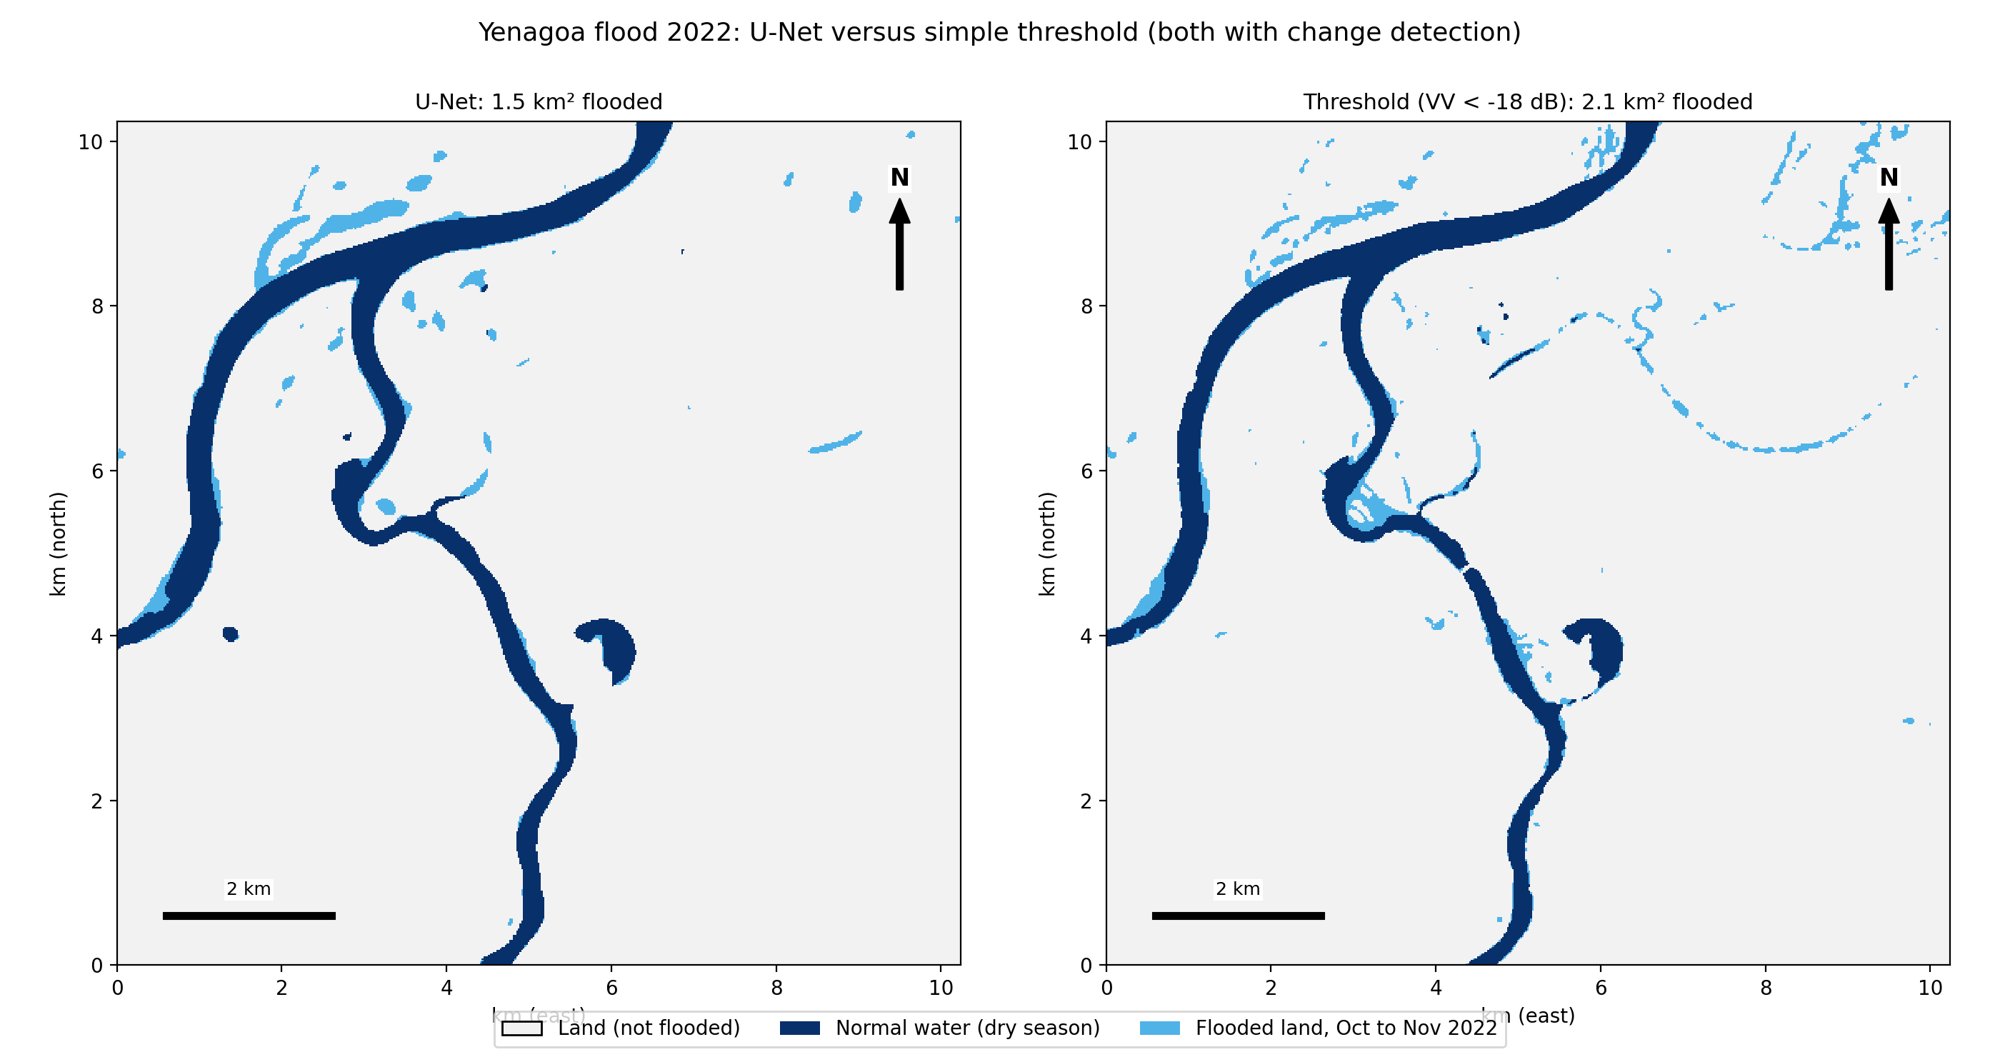 Yenagoa flood 2022: U-Net versus simple threshold (both with change detection)
U-Net: 1.5 km² flooded
10
8
6
4
2
0
km (north)
N
2 km
0 2 4 6 8 10
km (east)
Threshold (VV < -18 dB): 2.1 km² flooded
10
8
6
4
2
0
km (north)
N
2 km
0 2 4 6 8 10
km (east)
Land (not flooded) Normal water (dry season) Flooded land, Oct to Nov 2022